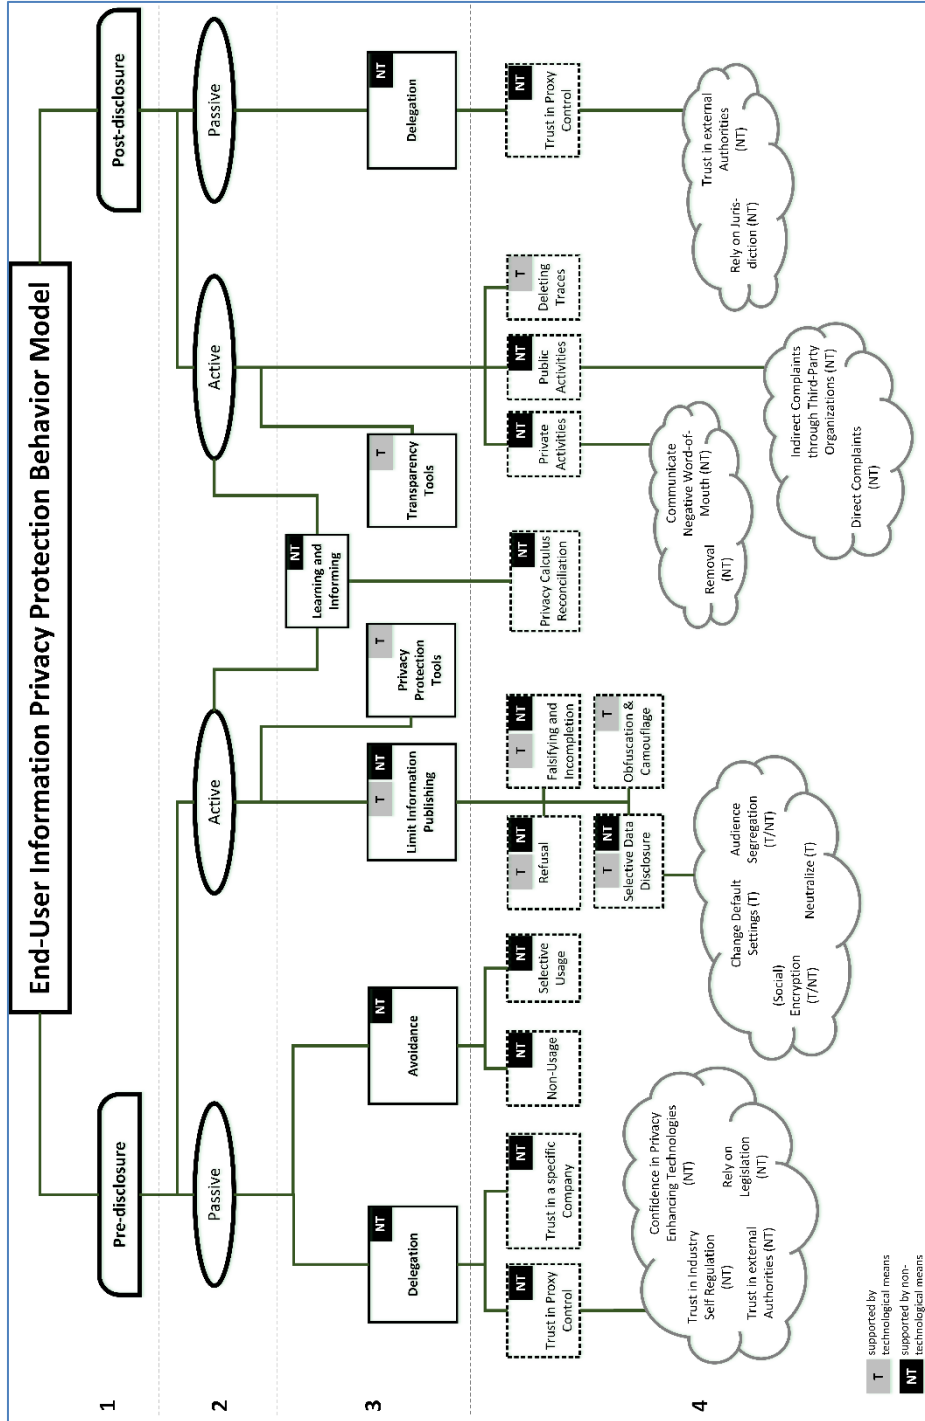 End-User Information Privacy Protection Behavior Model
1
Pre-disclosure
Post-disclosure
2
Passive
Active
Active
Passive
3
Learning and
Informing
NT
Delegation
NT
Avoidance
NT
Limit Information
Publishing
T
NT
Privacy
Protection
Tools
T
Transparency
Tools
T
Delegation
NT
4
Trust in Proxy
Control
NT
Trust in a specific
Company
NT
Non-Usage
NT
Selective
Usage
NT
Refusal
T
NT
Falsifying and
Incompletion
T
NT
Selective Data
Disclosure
T
NT
Obfuscation &
Camouflage
T
Privacy Calculus
Reconciliation
NT
Private
Activities
NT
Public
Activities
NT
Deleting
Traces
T
Trust in Proxy
Control
NT
Confidence in Privacy
Enhancing Technologies
(NT)
Trust in Industry
Self Regulation
(NT)
Rely on
Legislation
(NT)
Trust in external
Authorities (NT)
Change Default
Settings (T)
Audience
Segregation
(T/NT)
(Social)
Encryption
(T/NT)
Neutralize (T)
Communicate
Negative Word-of-
Mouth (NT)
Removal
(NT)
Indirect Complaints
through Third-Party
Organizations (NT)
Direct Complaints
(NT)
Trust in external
Authorities
(NT)
Rely on Juris-
diction (NT)
T
supported by
technological means
NT
supported by non-
technological means